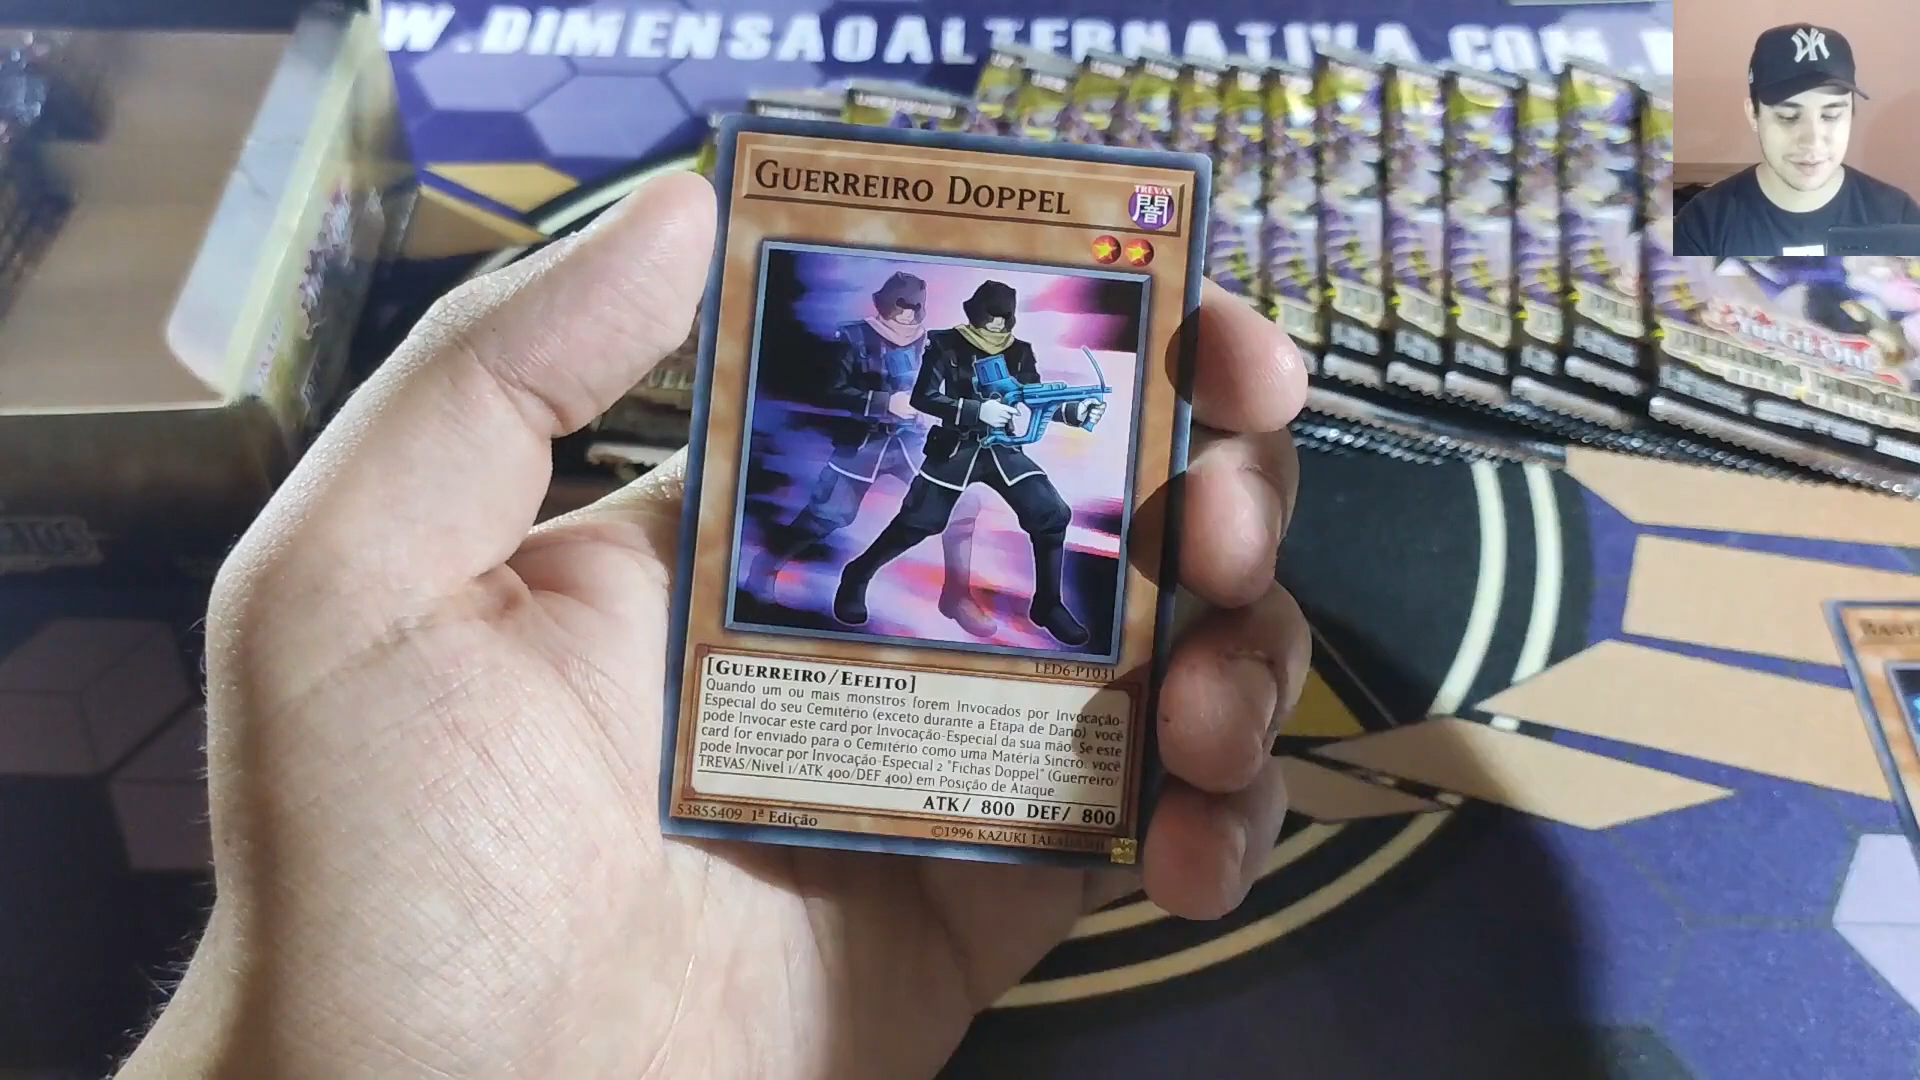 W.DIMENSAOALTERNATIVA.COM.
GUERREIRO DOPPEL
TREVAS
闇
LED6-PT031
[GUERREIRO/EFEITO]
Quando um ou mais monstros forem Invocados por Invocação-
Especial do seu Cemitério (exceto durante a Etapa de Dano) você
pode Invocar este card por Invocação-Especial da sua mão. Se este
card for enviado para o Cemitério como uma Matéria Sincro: você
pode Invocar por Invocação-Especial 2 "Fichas Doppel" (Guerreiro/
TREVAS/Nível 1/ATK 400/DEF 400) em Posição de Ataque
ATK/ 800 DEF/ 800
53855409 1ª Edição
©1996 KAZUKI TAKAHASHI
Yu-Gi-Oh!